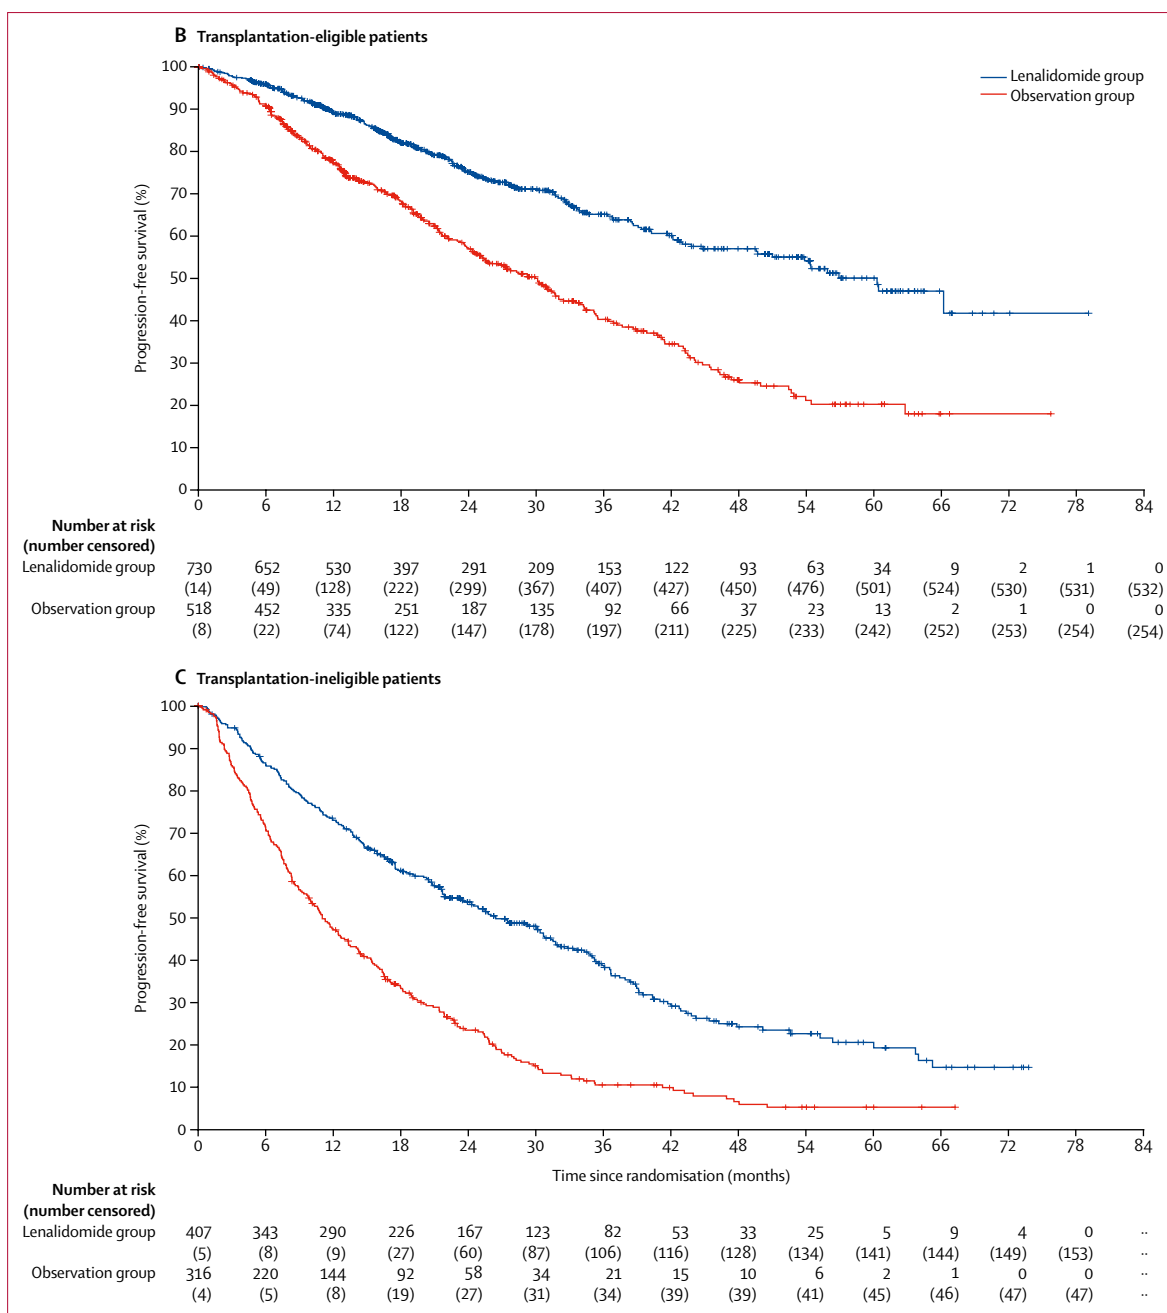 B Transplantation-eligible patients
Lenalidomide group
Observation group
Progression-free survival (%)
100
90
80
70
60
50
40
30
20
10
0
0 6 12 18 24 30 36 42 48 54 60 66 72 78 84
Number at risk
(number censored)
Lenalidomide group 730 652 530 397 291 209 153 122 93 63 34 9 2 1 0
(14) (49) (128) (222) (299) (367) (407) (427) (450) (476) (501) (524) (530) (531) (532)
Observation group 518 452 335 251 187 135 92 66 37 23 13 2 1 0 0
(8) (22) (74) (122) (147) (178) (197) (211) (225) (233) (242) (252) (253) (254) (254)
C Transplantation-ineligible patients
Progression-free survival (%)
100
90
80
70
60
50
40
30
20
10
0
0 6 12 18 24 30 36 42 48 54 60 66 72 78 84
Time since randomisation (months)
Number at risk
(number censored)
Lenalidomide group 407 343 290 226 167 123 82 53 33 25 5 9 4 0 ..
(5) (8) (9) (27) (60) (87) (106) (116) (128) (134) (141) (144) (149) (153) ..
Observation group 316 220 144 92 58 34 21 15 10 6 2 1 0 0 ..
(4) (5) (8) (19) (27) (31) (34) (39) (39) (41) (45) (46) (47) (47) ..